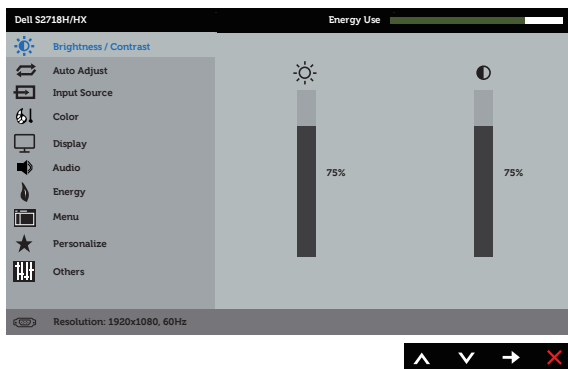 Dell S2718H/HX
Energy Use
Brightness / Contrast
Auto Adjust
Input Source
Color
Display
Audio
Energy
Menu
Personalize
Others
75%
75%
Resolution: 1920x1080, 60Hz